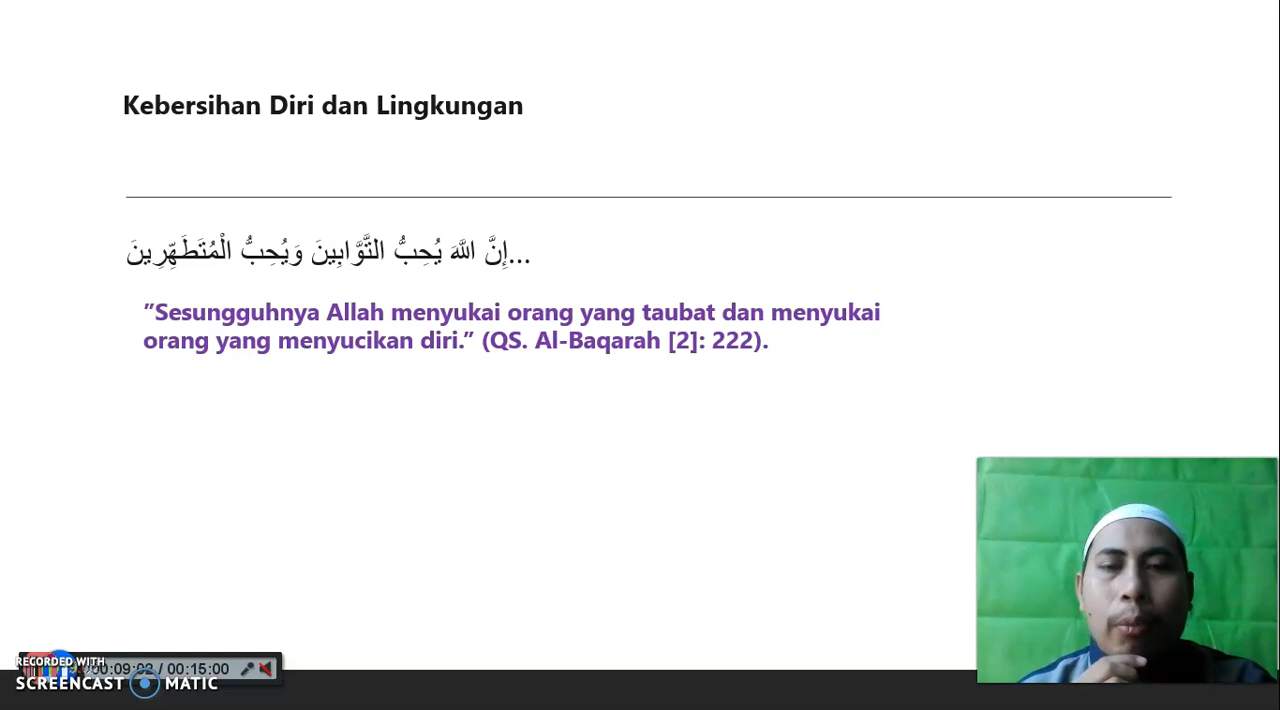 Kebersihan Diri dan Lingkungan
...إِنَّ اللَّهَ يُحِبُّ التَّوَّابِينَ وَيُحِبُّ الْمُتَطَهِّرِينَ
”Sesungguhnya Allah menyukai orang yang taubat dan menyukai
orang yang menyucikan diri.” (QS. Al-Baqarah [2]: 222).
RECORDED WITH
/ 00:15:00
SCREENCAST MATIC